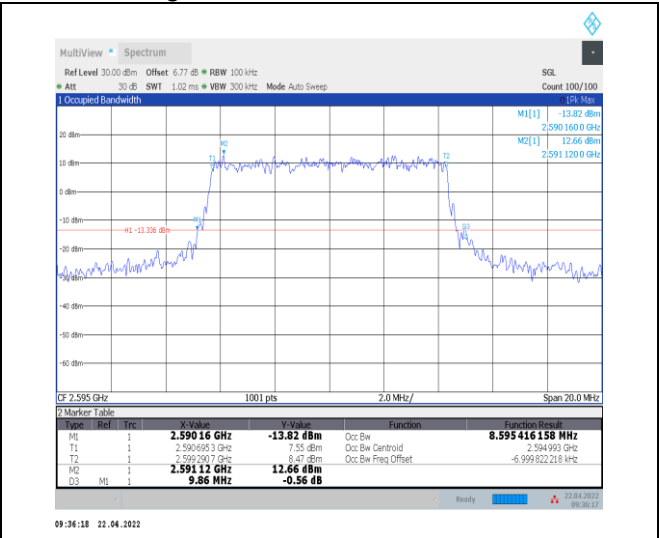 MultiView Spectrum
Ref Level 30.00 dBm Offset 6.77 dB RBW 100 kHz SGL
Att 30 dB SWT 1.02 ms VBW 300 kHz Mode Auto Sweep Count 100/100
1 Occupied Bandwidth 1Pk Max
M1[1] -13.82 dBm
2.590 160 0 GHz
M2[1] 12.66 dBm
2.591 120 0 GHz
20 dBm
M2
T1 T2
10 dBm
0 dBm
-10 dBm
M1 D3
H1 -13.336 dBm
-20 dBm
-30 dBm
-40 dBm
-50 dBm
-60 dBm
CF 2.595 GHz 1001 pts 2.0 MHz/ Span 20.0 MHz
2 Marker Table
Type Ref Trc X-Value Y-Value Function Function Result
M1 1 2.590 16 GHz -13.82 dBm Occ Bw 8.595 416 158 MHz
T1 1 2.590 695 3 GHz 7.55 dBm Occ Bw Centroid 2.594 993 GHz
T2 1 2.599 290 7 GHz 8.47 dBm Occ Bw Freq Offset -6.999 822 218 kHz
M2 1 2.591 12 GHz 12.66 dBm
D3 M1 1 9.86 MHz -0.56 dB
Ready 22.04.2022
09:36:17
09:36:18 22.04.2022